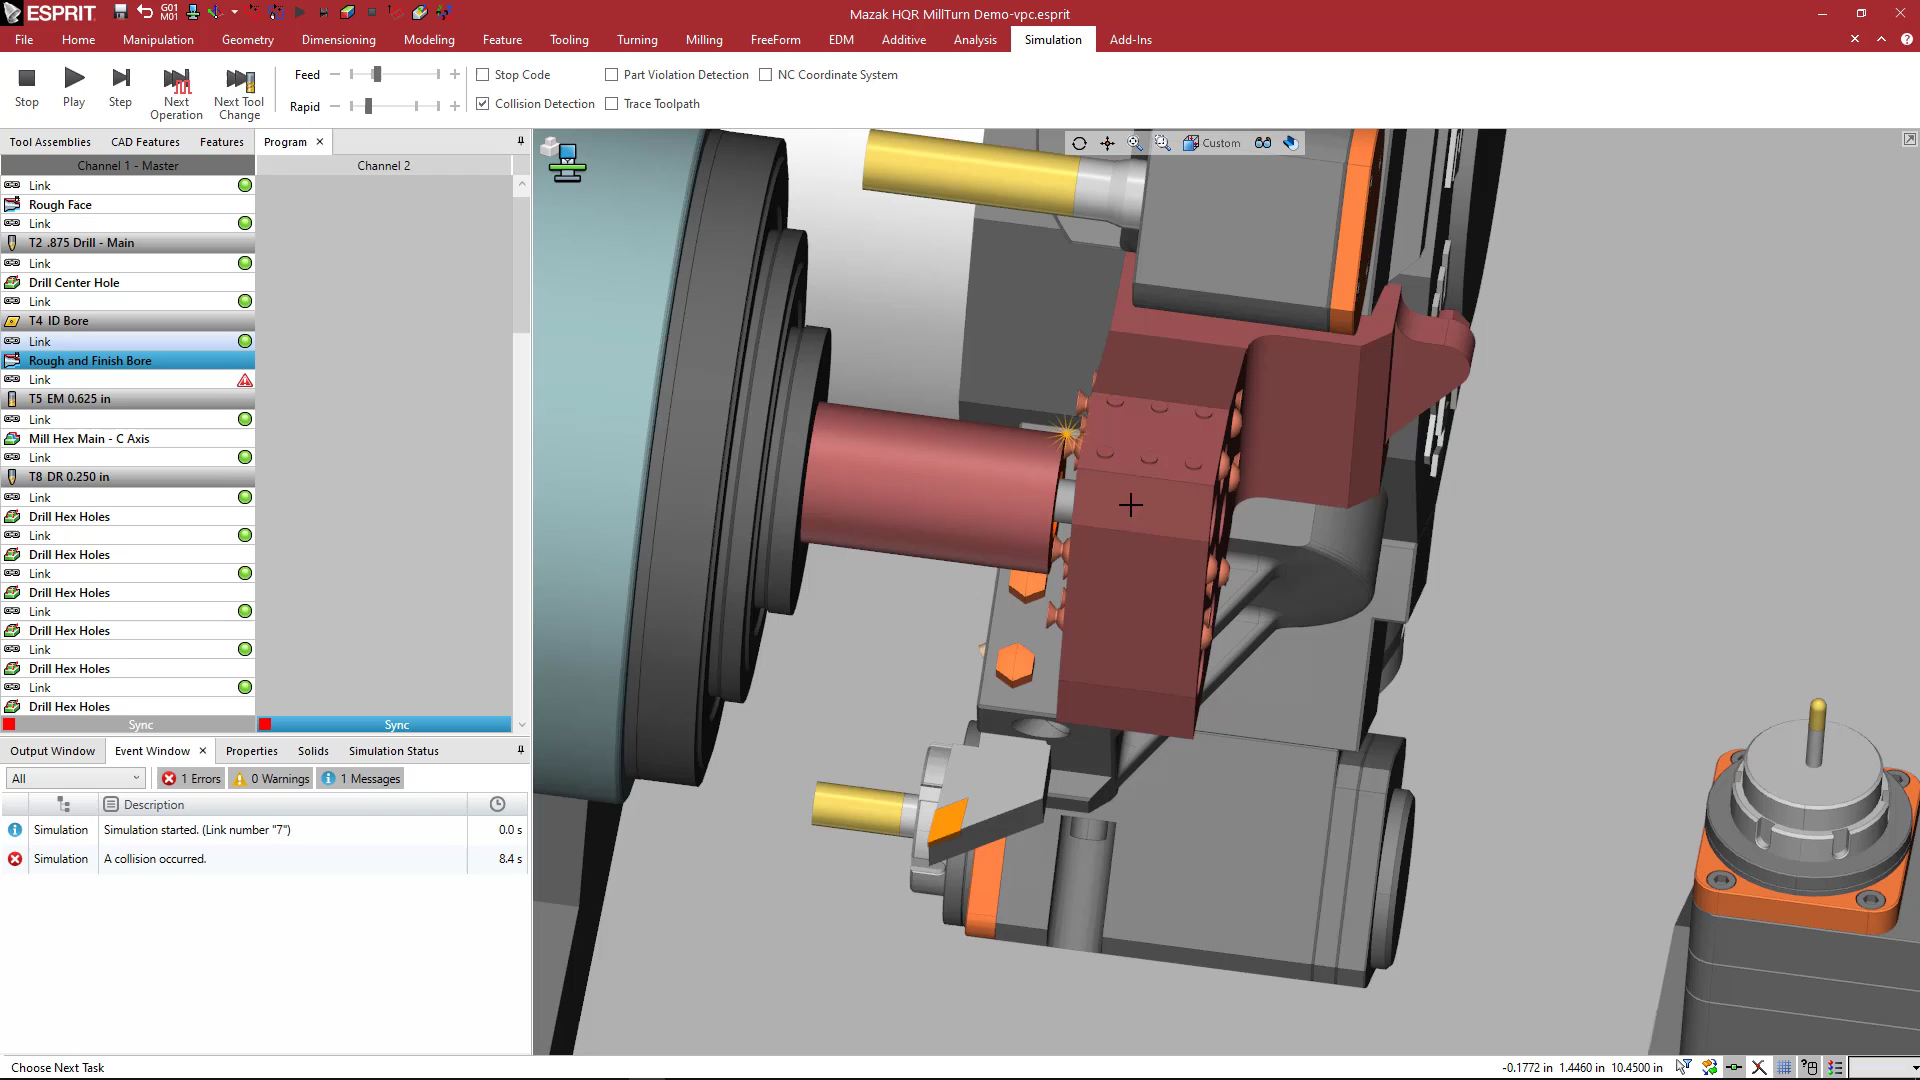 ESPRIT
G01
M01
Mazak HQR MillTurn Demo-vpc.esprit
File Home Manipulation Geometry Dimensioning Modeling Feature Tooling Turning Milling FreeForm EDM Additive Analysis Simulation Add-Ins
Feed Stop Code Part Violation Detection NC Coordinate System
Rapid Collision Detection Trace Toolpath
Stop Play Step Next Operation Next Tool Change
Tool Assemblies CAD Features Features Program
Custom
Channel 1 - Master Channel 2
Link
Rough Face
Link
T2 .875 Drill - Main
Link
Drill Center Hole
Link
T4 ID Bore
Link
Rough and Finish Bore
Link
T5 EM 0.625 in
Link
Mill Hex Main - C Axis
Link
T8 DR 0.250 in
Link
Drill Hex Holes
Link
Drill Hex Holes
Link
Drill Hex Holes
Link
Drill Hex Holes
Link
Drill Hex Holes
Link
Drill Hex Holes
Sync Sync
Output Window Event Window Properties Solids Simulation Status
All 1 Errors 0 Warnings 1 Messages
Description
Simulation Simulation started. (Link number "7") 0.0 s
Simulation A collision occurred. 8.4 s
Choose Next Task
-0.1772 in 1.4460 in 10.4500 in